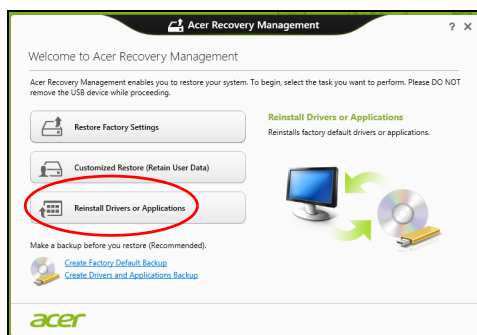 Acer Recovery Management
? ×
Welcome to Acer Recovery Management
Acer Recovery Management enables you to restore your system. To begin, select the task you want to perform. Please DO NOT
remove the USB device while proceeding.
Restore Factory Settings
Customized Restore (Retain User Data)
Reinstall Drivers or Applications
Reinstall Drivers or Applications
Reinstalls factory default drivers or applications.
Make a backup before you restore (Recommended).
Create Factory Default Backup
Create Drivers and Applications Backup
acer